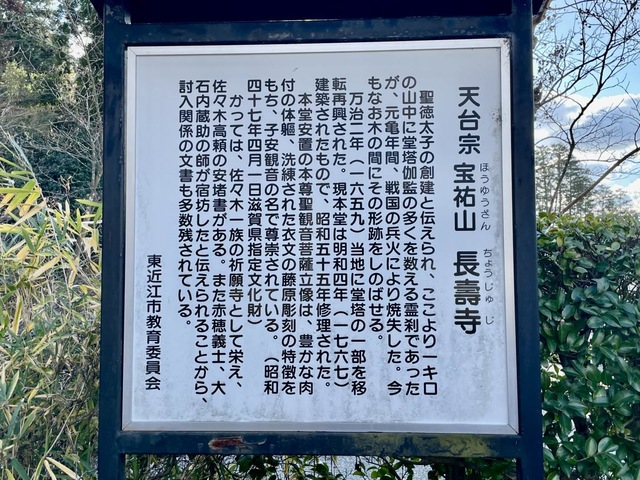 天台宗 宝祐山 長壽寺
ほうゆうざん ちょうじゅじ
聖徳太子の創建と伝えられ、ここより一キロ
の山中に堂塔伽監の多くを数える霊刹であった
が、元亀年間、戦国の兵火により焼失した。今
もなお木の間にその形跡をしのばせる。
万治二年（一六五九）当地に堂塔の一部を移
転再興された。現本堂は明和四年（一七六七）
建築されたもので、昭和五十五年修理された。
本堂安置の本尊聖観音菩薩立像は、豊かな肉
付の体軀、洗練された衣文の藤原彫刻の特徴を
もち、子安観音の名で尊崇されている。（昭和
四十七年四月一日滋賀県指定文化財）
かっては、佐々木一族の祈願寺として栄え、
佐々木高頼の安堵書がある。また赤穂義士、大
石内蔵助の師が宿坊したと伝えられることから、
討入関係の文書も多数残されている。
東近江市教育委員会